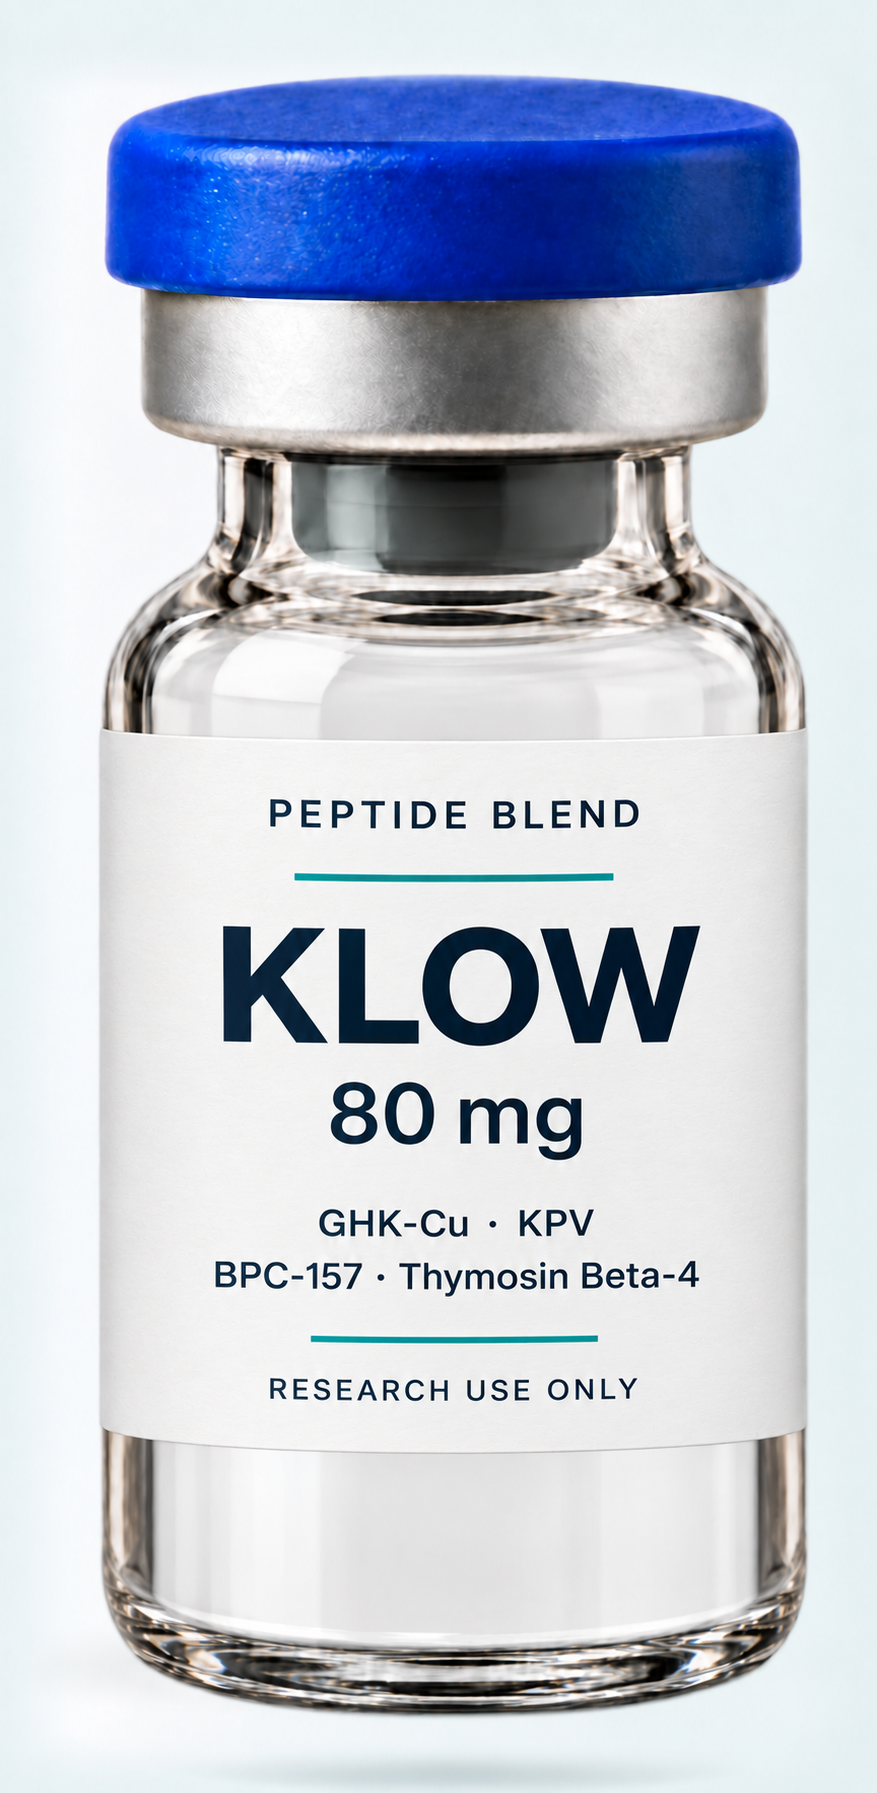 PEPTIDE BLEND
KLOW
80 mg
GHK-Cu · KPV
BPC-157 · Thymosin Beta-4
RESEARCH USE ONLY